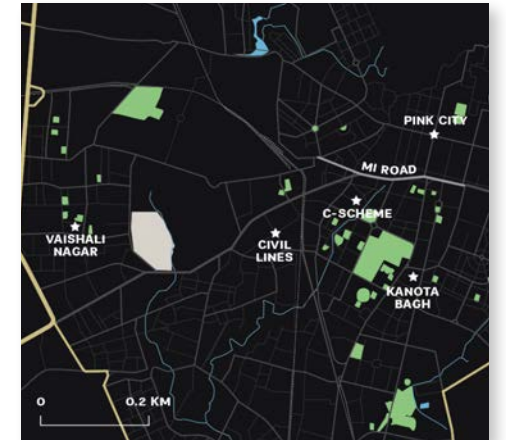 PINK CITY
MI ROAD
C-SCHEME
VAISHALI
NAGAR
CIVIL
LINES
KANOTA
BAGH
0 0.2 KM